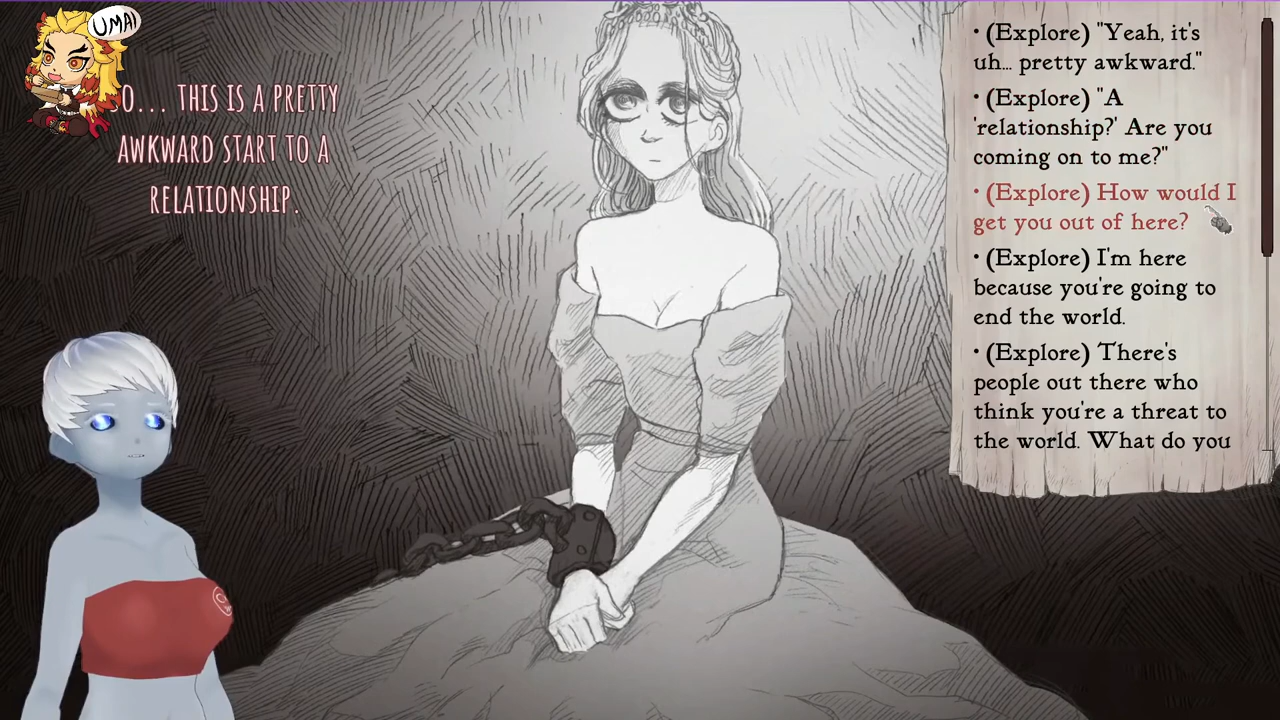 UMAI
SO... THIS IS A PRETTY
AWKWARD START TO A
RELATIONSHIP.
• (Explore) "Yeah, it's
uh... pretty awkward."
• (Explore) "A
'relationship?' Are you
coming on to me?"
• (Explore) How would I
get you out of here?
• (Explore) I'm here
because you're going to
end the world.
• (Explore) There's
people out there who
think you're a threat to
the world. What do you